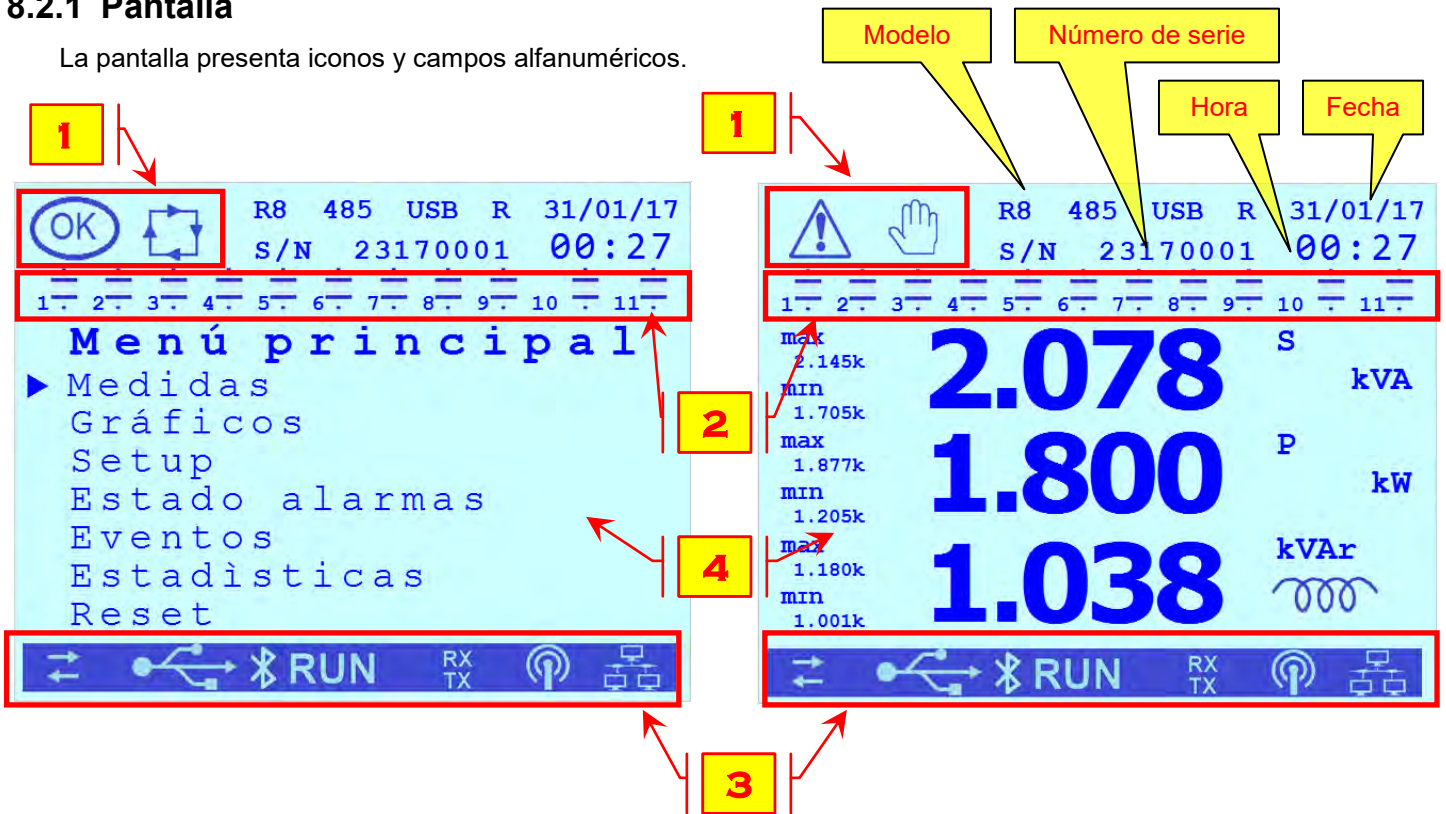 8.2.1 Pantalla
La pantalla presenta iconos y campos alfanuméricos.
Modelo
Número de serie
Hora
Fecha
1
1
OK
R8 485 USB R 31/01/17
S/N 23170001 00:27
1 2 3 4 5 6 7 8 9 10 11
Menú principal
Medidas
Gráficos
Setup
Estado alarmas
Eventos
Estadìsticas
Reset
RUN RX
TX
2
4
3
R8 485 USB R 31/01/17
S/N 23170001 00:27
1 2 3 4 5 6 7 8 9 10 11
max
2.145k
mın
1.705k
2.078 S
kVA
max
1.877k
mın
1.205k
1.800 P
kW
max
1.180k
mın
1.001k
1.038 kVAr
RUN RX
TX